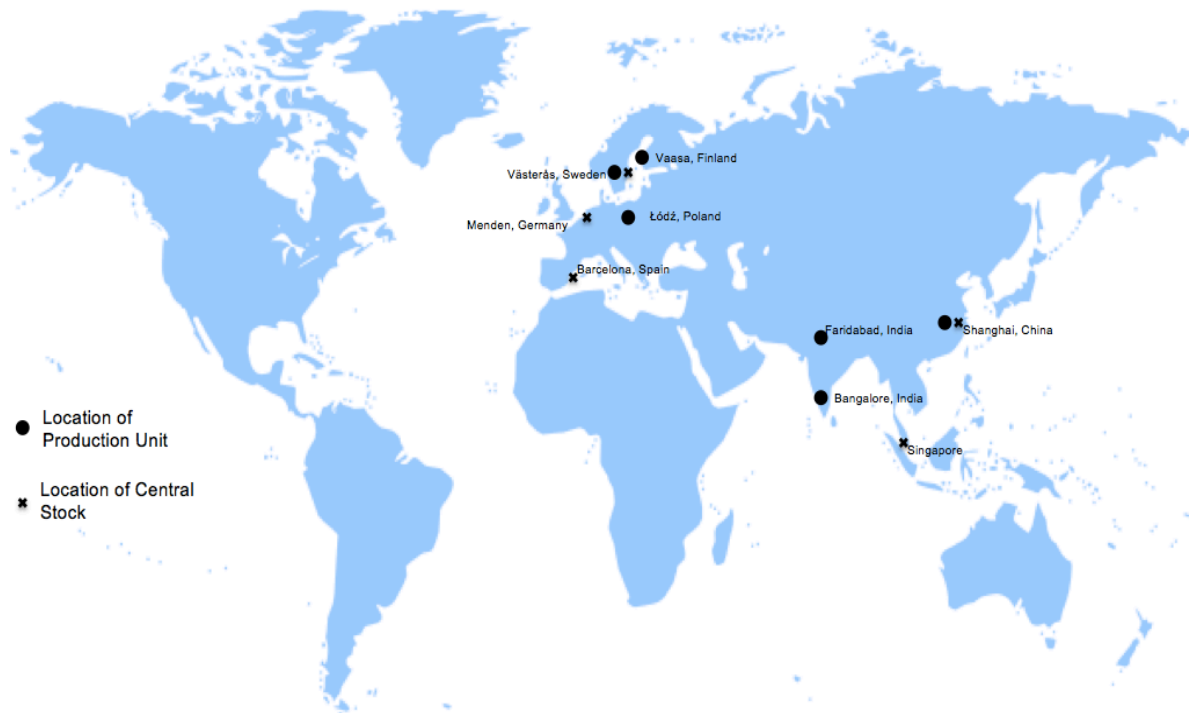 Vaasa, Finland
Västerås, Sweden
Menden, Germany
Łódź, Poland
Barcelona, Spain
Faridabad, India
Shanghai, China
Bangalore, India
Singapore
Location of
Production Unit
Location of Central
Stock